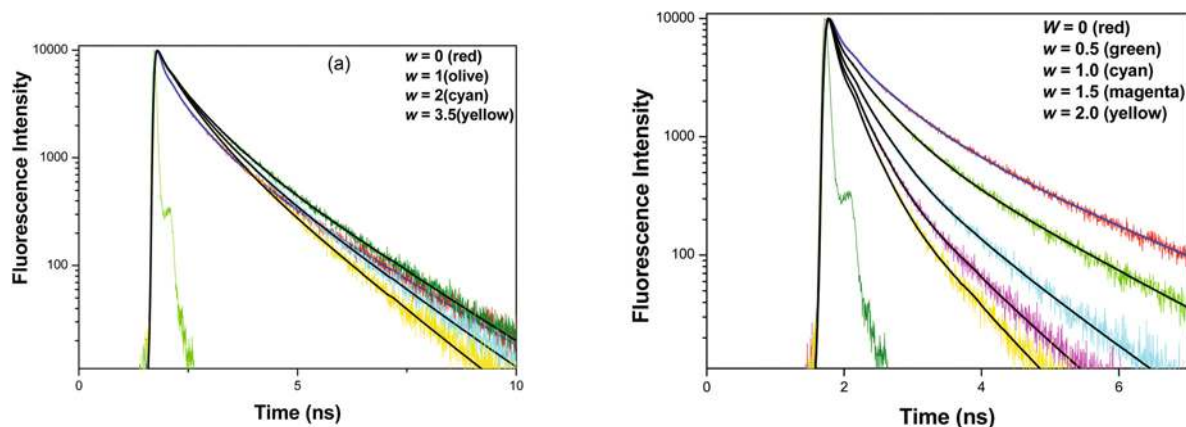 (a)
w = 0 (red)
w = 1(olive)
w = 2(cyan)
w = 3.5(yellow)
10000
1000
100
Fluorescence Intensity
0
5
10
Time (ns)
W = 0 (red)
w = 0.5 (green)
w = 1.0 (cyan)
w = 1.5 (magenta)
w = 2.0 (yellow)
10000
1000
100
Fluorescence Intensity
0
2
4
6
Time (ns)